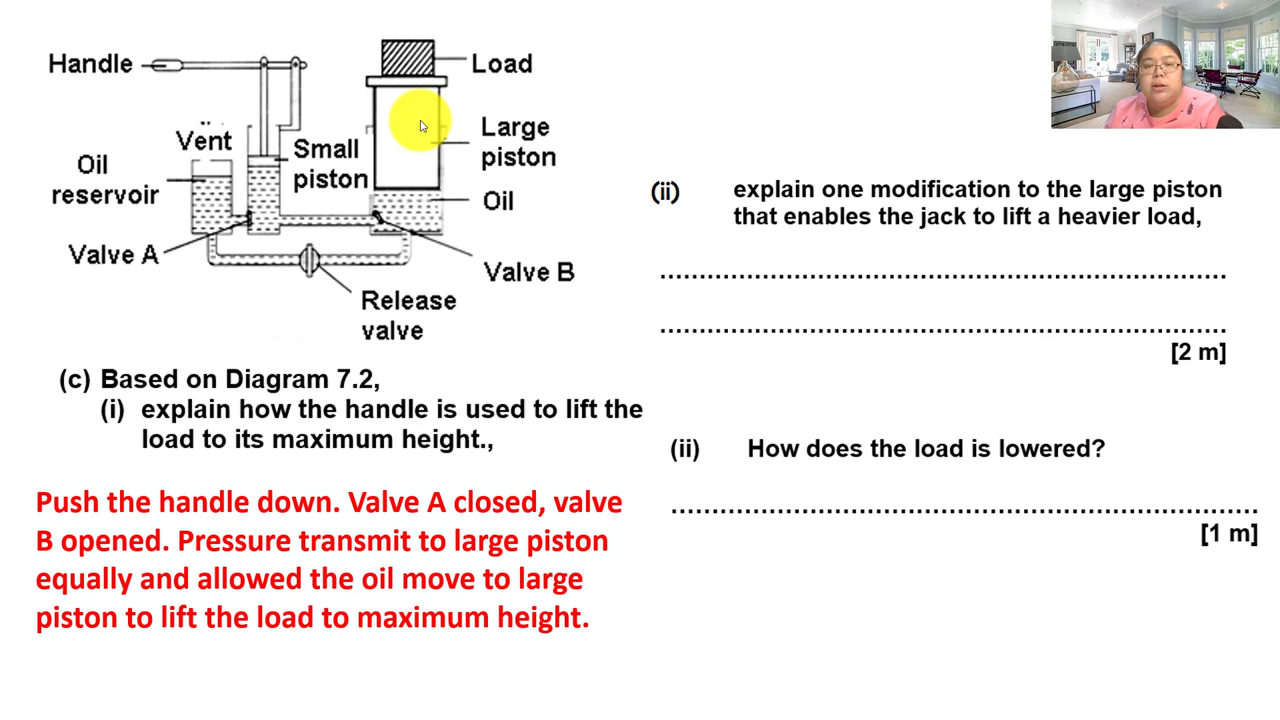 Handle
Load
Vent
Small
piston
Large
piston
Oil
reservoir
Oil
Valve A
Valve B
Release
valve
(c) Based on Diagram 7.2,
(i) explain how the handle is used to lift the
load to its maximum height.,
Push the handle down. Valve A closed, valve
B opened. Pressure transmit to large piston
equally and allowed the oil move to large
piston to lift the load to maximum height.
(ii) explain one modification to the large piston
that enables the jack to lift a heavier load,
....................................................................................
....................................................................................
[2 m]
(ii) How does the load is lowered?
.......................................................................................
[1 m]